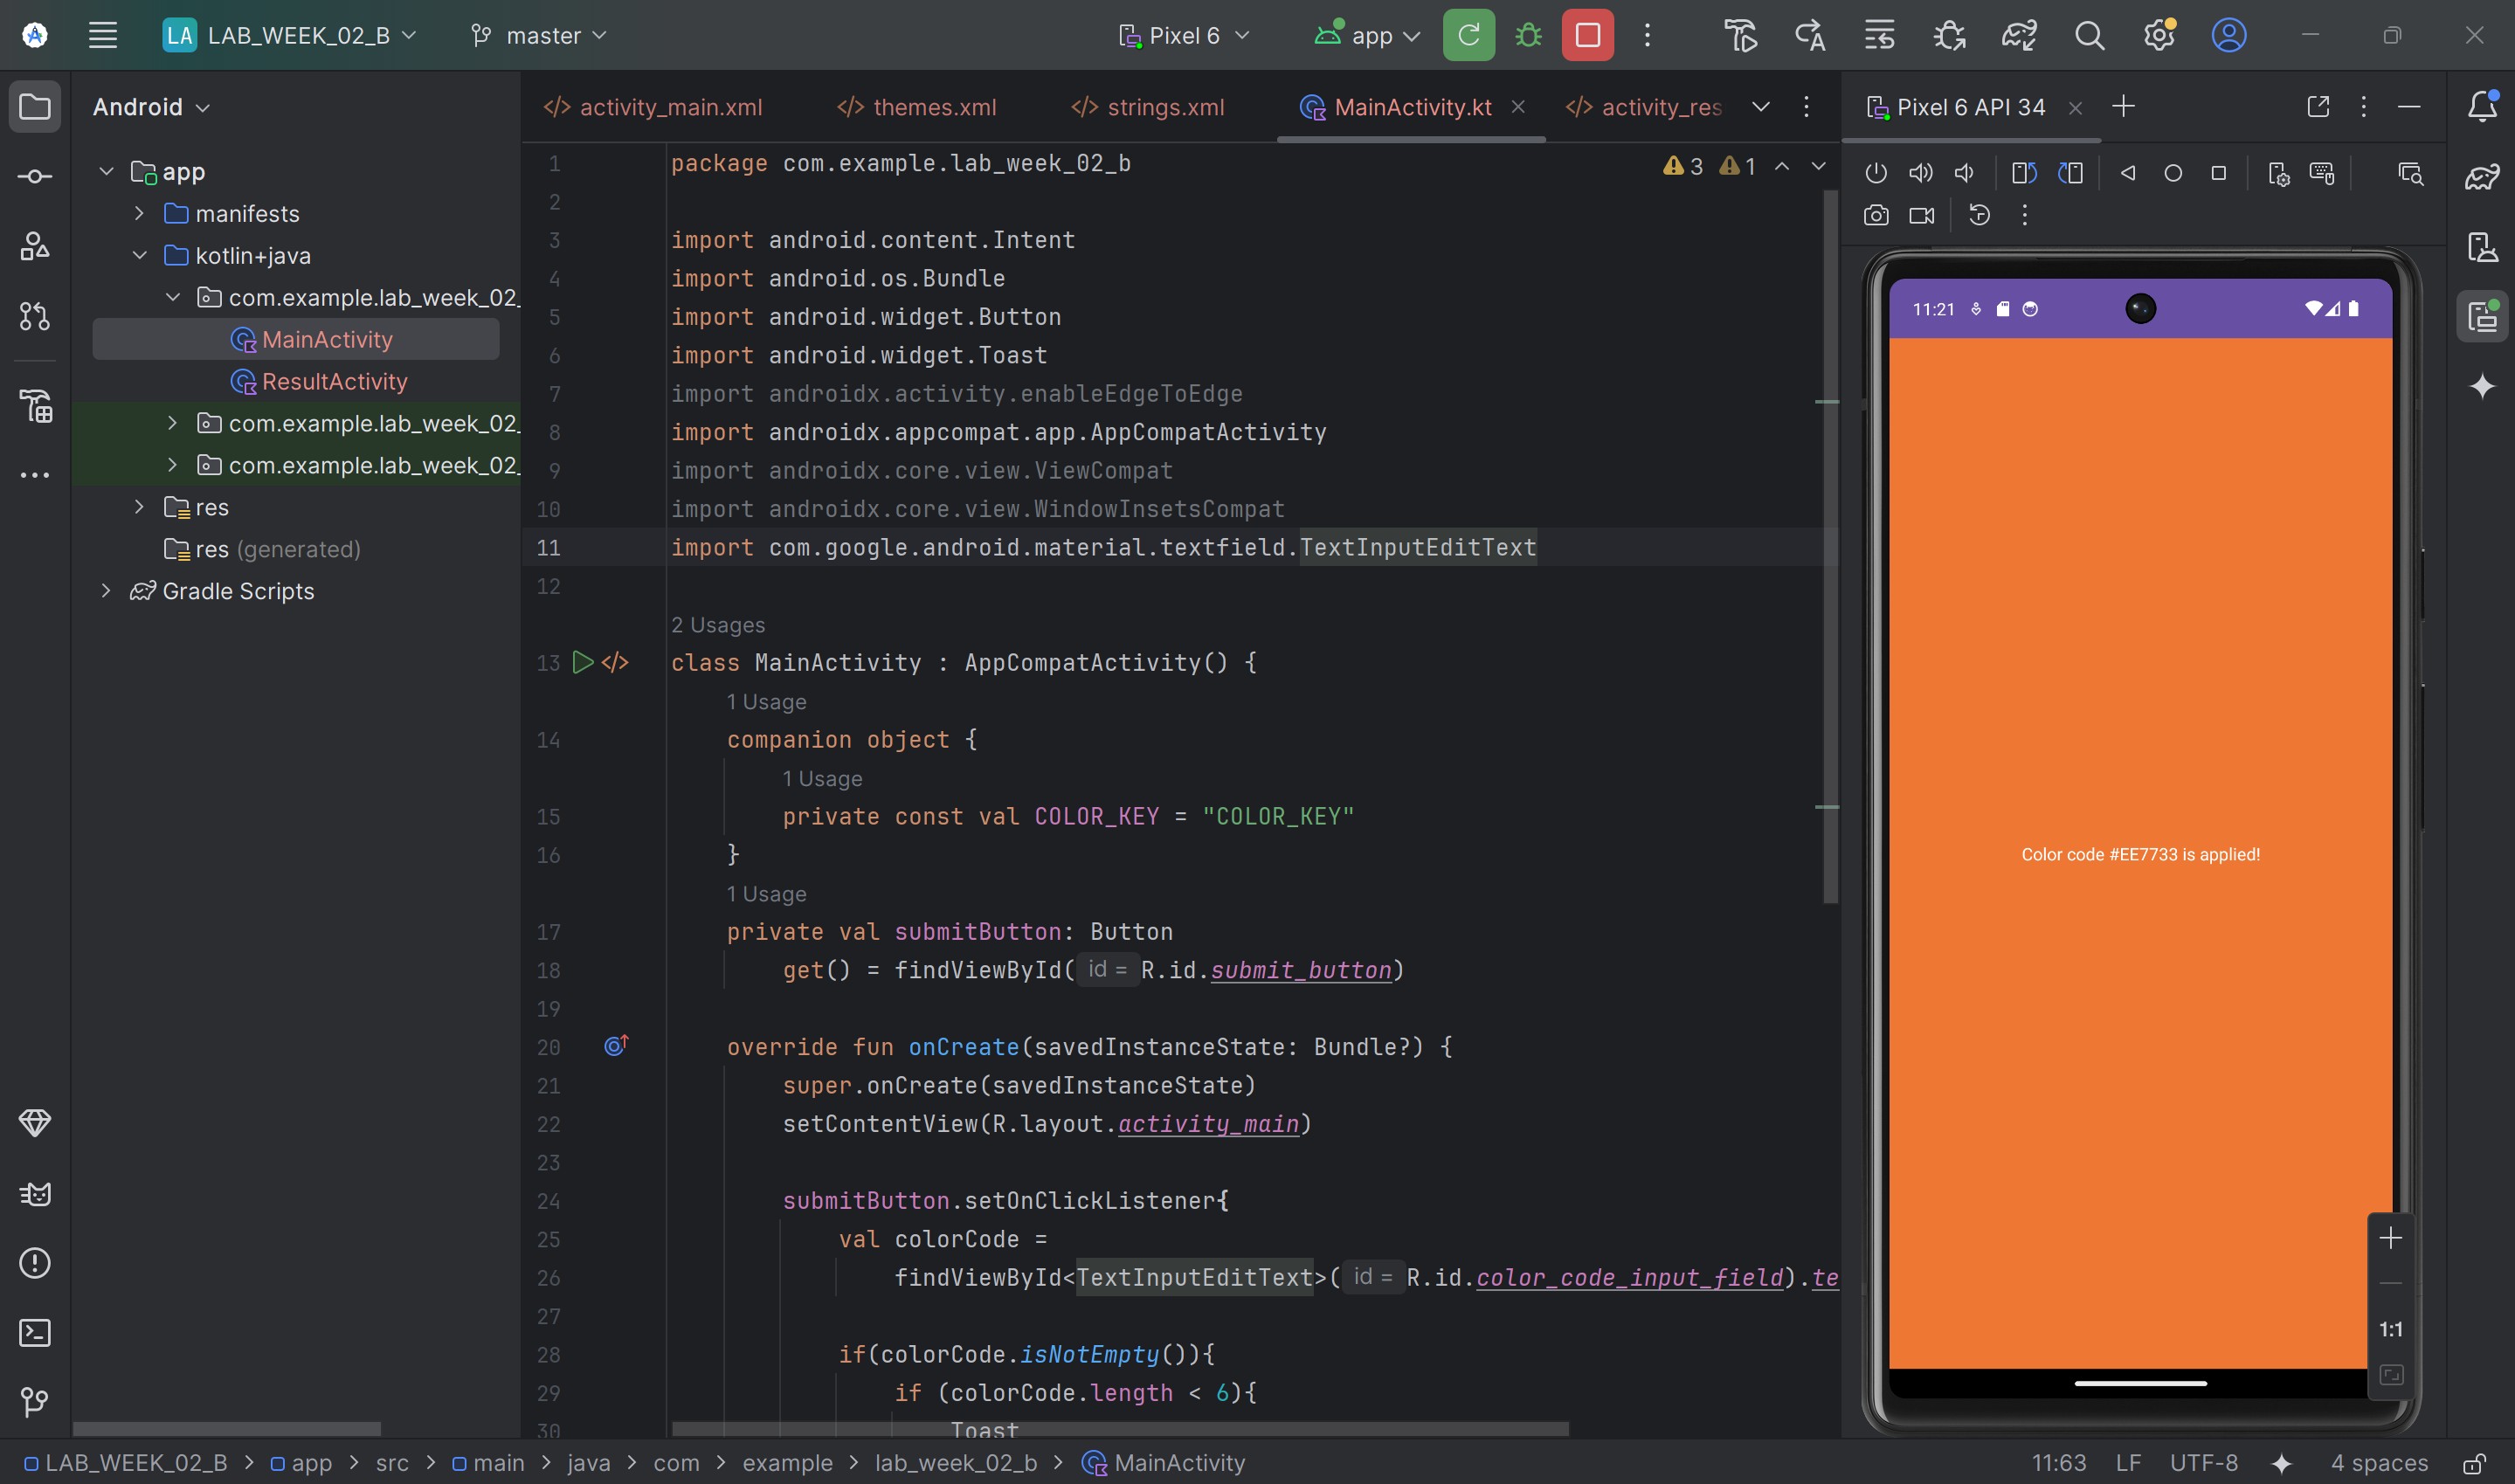 LA LAB_WEEK_02_B master Pixel 6 app
Android
app
manifests
kotlin+java
com.example.lab_week_02_
MainActivity
ResultActivity
com.example.lab_week_02_
com.example.lab_week_02_
res
res (generated)
Gradle Scripts
activity_main.xml themes.xml strings.xml MainActivity.kt activity_res
3 1
1 package com.example.lab_week_02_b
2
3 import android.content.Intent
4 import android.os.Bundle
5 import android.widget.Button
6 import android.widget.Toast
7 import androidx.activity.enableEdgeToEdge
8 import androidx.appcompat.app.AppCompatActivity
9 import androidx.core.view.ViewCompat
10 import androidx.core.view.WindowInsetsCompat
11 import com.google.android.material.textfield.TextInputEditText
12
2 Usages
13 class MainActivity : AppCompatActivity() {
1 Usage
14 companion object {
1 Usage
15 private const val COLOR_KEY = "COLOR_KEY"
16 }
1 Usage
17 private val submitButton: Button
18 get() = findViewById( id = R.id.submit_button)
19
20 override fun onCreate(savedInstanceState: Bundle?) {
21 super.onCreate(savedInstanceState)
22 setContentView(R.layout.activity_main)
23
24 submitButton.setOnClickListener{
25 val colorCode =
26 findViewById<TextInputEditText>( id = R.id.color_code_input_field).te
27
28 if(colorCode.isNotEmpty()){
29 if (colorCode.length < 6){
30 Toast
Pixel 6 API 34
11:21
Color code #EE7733 is applied!
1:1
LAB_WEEK_02_B > app > src > main > java > com > example > lab_week_02_b > MainActivity
11:63 LF UTF-8 4 spaces